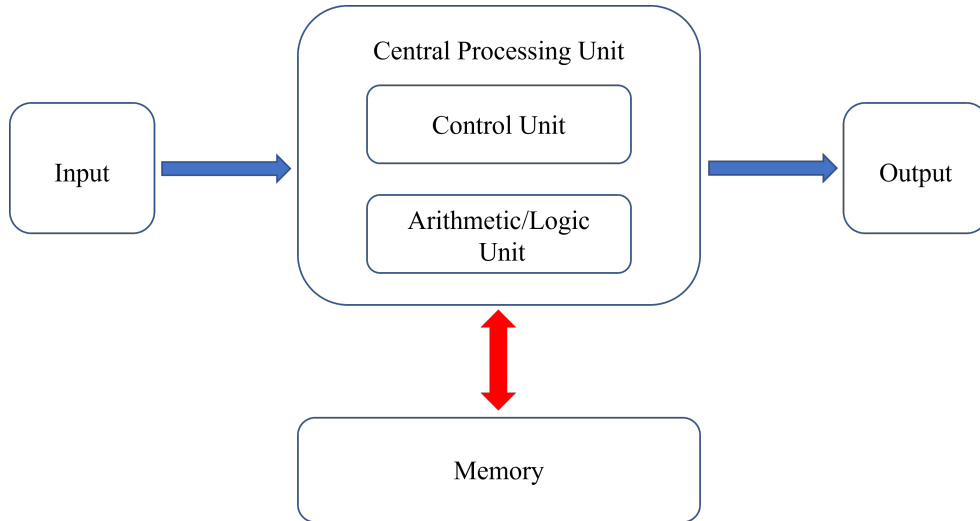 Central Processing Unit
Control Unit
Input
Output
Arithmetic/Logic
Unit
Memory